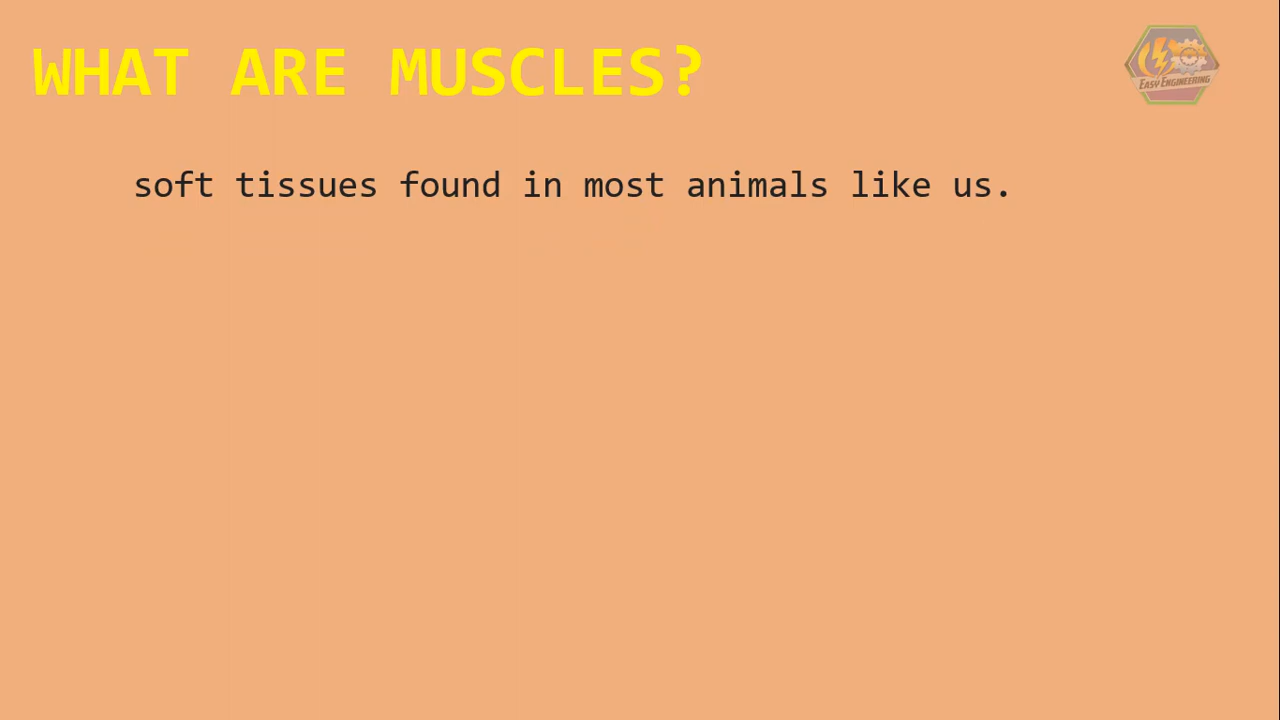 WHAT ARE MUSCLES?
EASY ENGINEERING
soft tissues found in most animals like us.